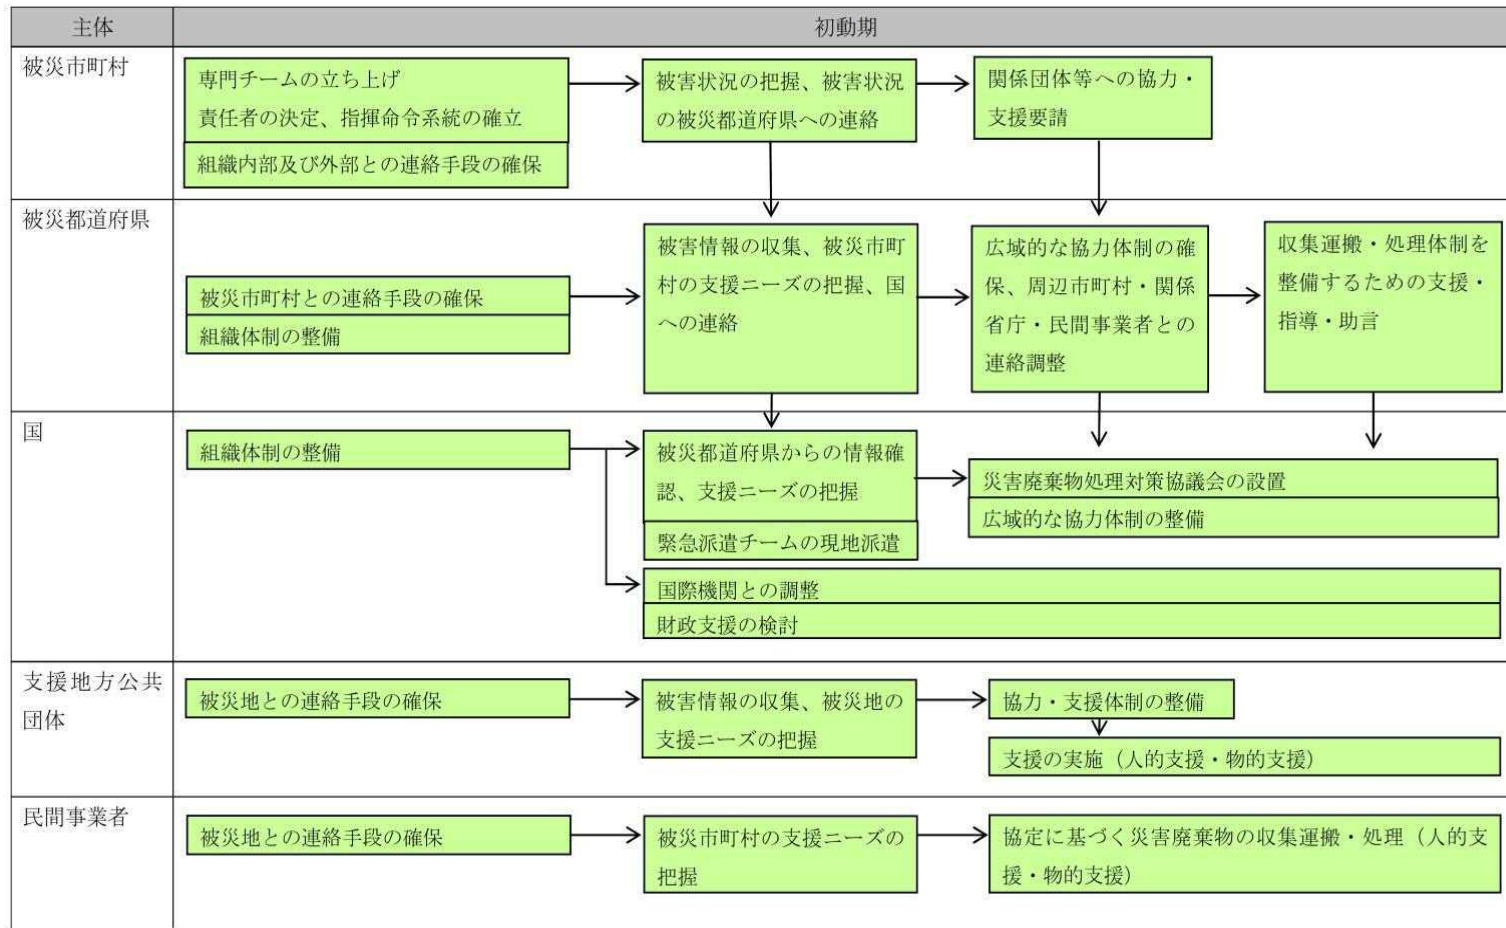 主体
初動期
被災市町村
専門チームの立ち上げ
責任者の決定、指揮命令系統の確立
組織内部及び外部との連絡手段の確保
被害状況の把握、被害状況
の被災都道府県への連絡
関係団体等への協力・
支援要請
被災都道府県
被災市町村との連絡手段の確保
組織体制の整備
被害情報の収集、被災市町
村の支援ニーズの把握、国
への連絡
広域的な協力体制の確
保、周辺市町村・関係
省庁・民間事業者との
連絡調整
収集運搬・処理体制を
整備するための支援・
指導・助言
国
組織体制の整備
被災都道府県からの情報確
認、支援ニーズの把握
緊急派遣チームの現地派遣
災害廃棄物処理対策協議会の設置
広域的な協力体制の整備
国際機関との調整
財政支援の検討
支援地方公共
団体
被災地との連絡手段の確保
被害情報の収集、被災地の
支援ニーズの把握
協力・支援体制の整備
支援の実施（人的支援・物的支援）
民間事業者
被災地との連絡手段の確保
被災市町村の支援ニーズの
把握
協定に基づく災害廃棄物の収集運搬・処理（人的支
援・物的支援）